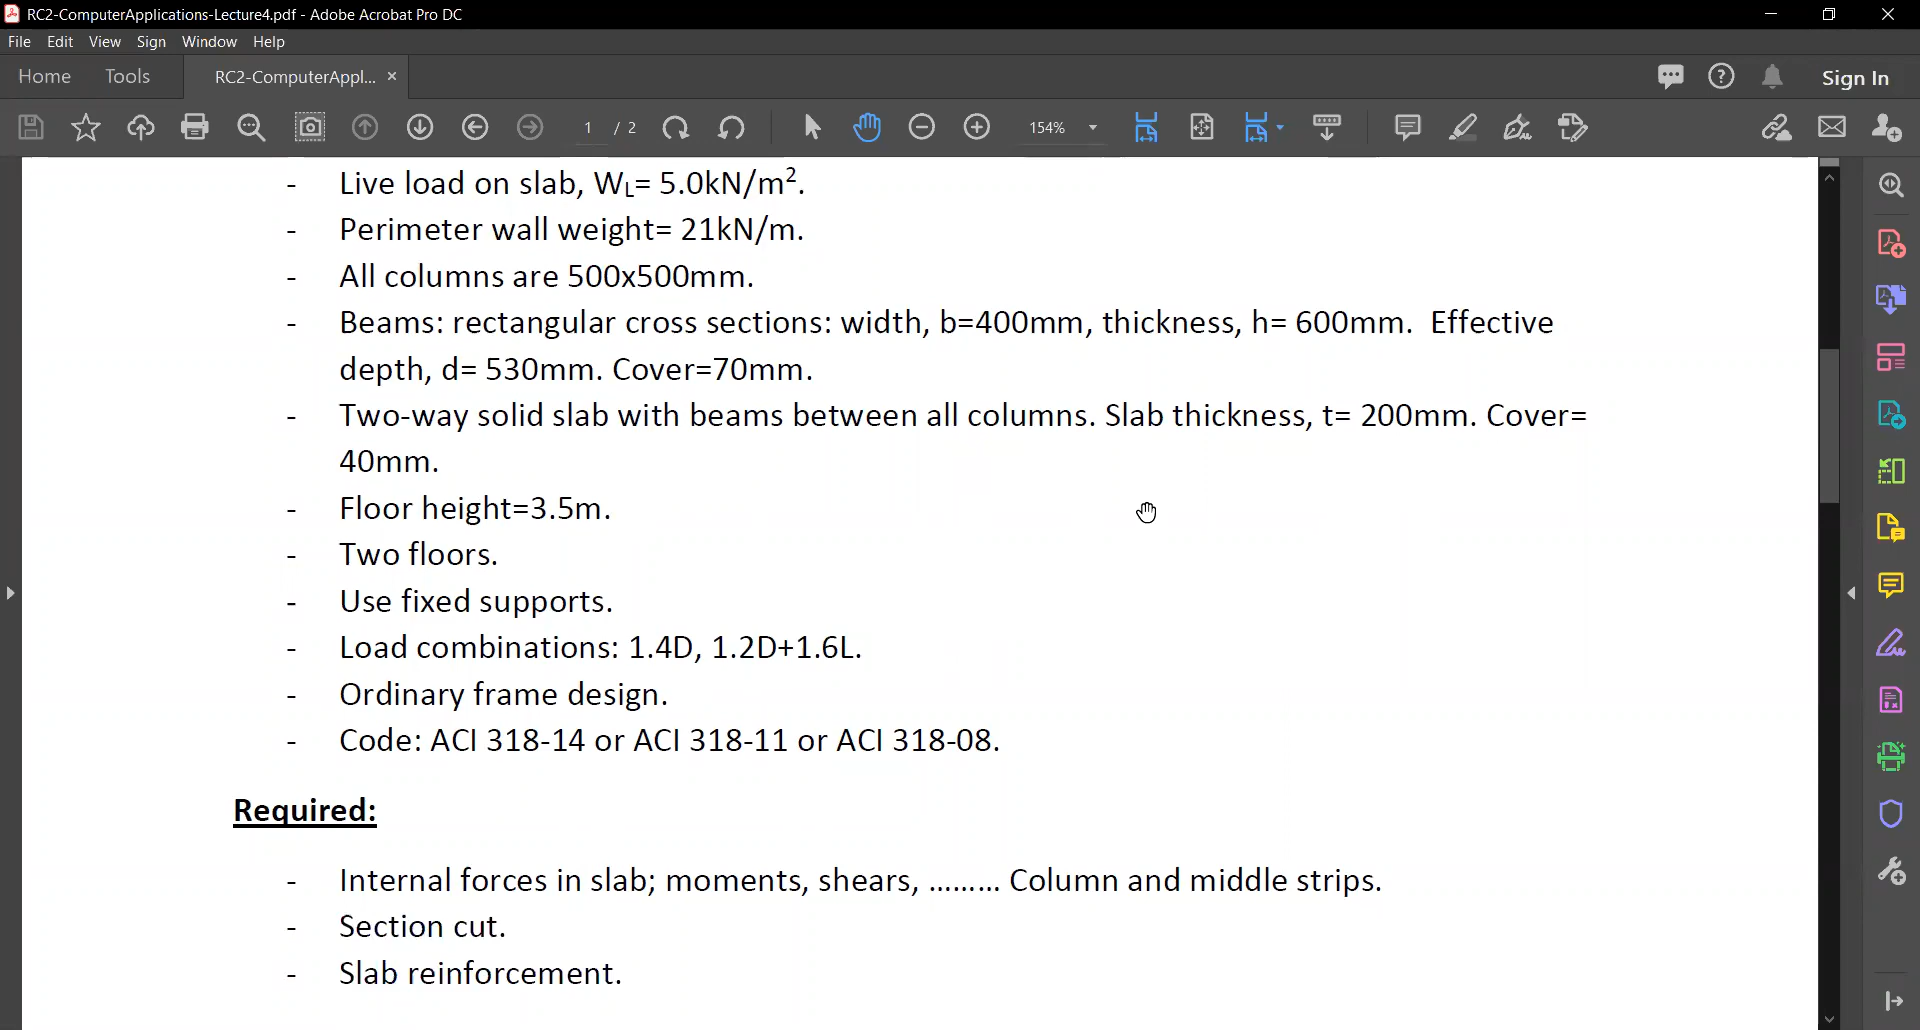 RC2-ComputerApplications-Lecture4.pdf - Adobe Acrobat Pro DC
File Edit View Sign Window Help
Home Tools RC2-ComputerAppl... × Sign In
1 / 2 154%
- Live load on slab, WL= 5.0kN/m².
- Perimeter wall weight= 21kN/m.
- All columns are 500x500mm.
- Beams: rectangular cross sections: width, b=400mm, thickness, h= 600mm. Effective
depth, d= 530mm. Cover=70mm.
- Two-way solid slab with beams between all columns. Slab thickness, t= 200mm. Cover=
40mm.
- Floor height=3.5m.
- Two floors.
- Use fixed supports.
- Load combinations: 1.4D, 1.2D+1.6L.
- Ordinary frame design.
- Code: ACI 318-14 or ACI 318-11 or ACI 318-08.
Required:
- Internal forces in slab; moments, shears, ......... Column and middle strips.
- Section cut.
- Slab reinforcement.